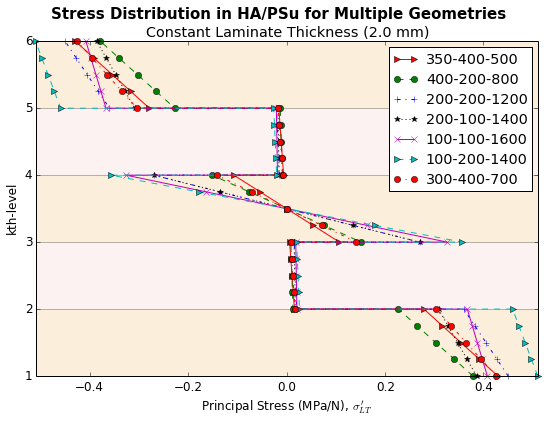 Stress Distribution in HA/PSu for Multiple Geometries
Constant Laminate Thickness (2.0 mm)
6
5
4
3
2
1
kth-level
350-400-500
400-200-800
200-200-1200
200-100-1400
100-100-1600
100-200-1400
300-400-700
−0.4 −0.2 0.0 0.2 0.4
Principal Stress (MPa/N), σ′LT